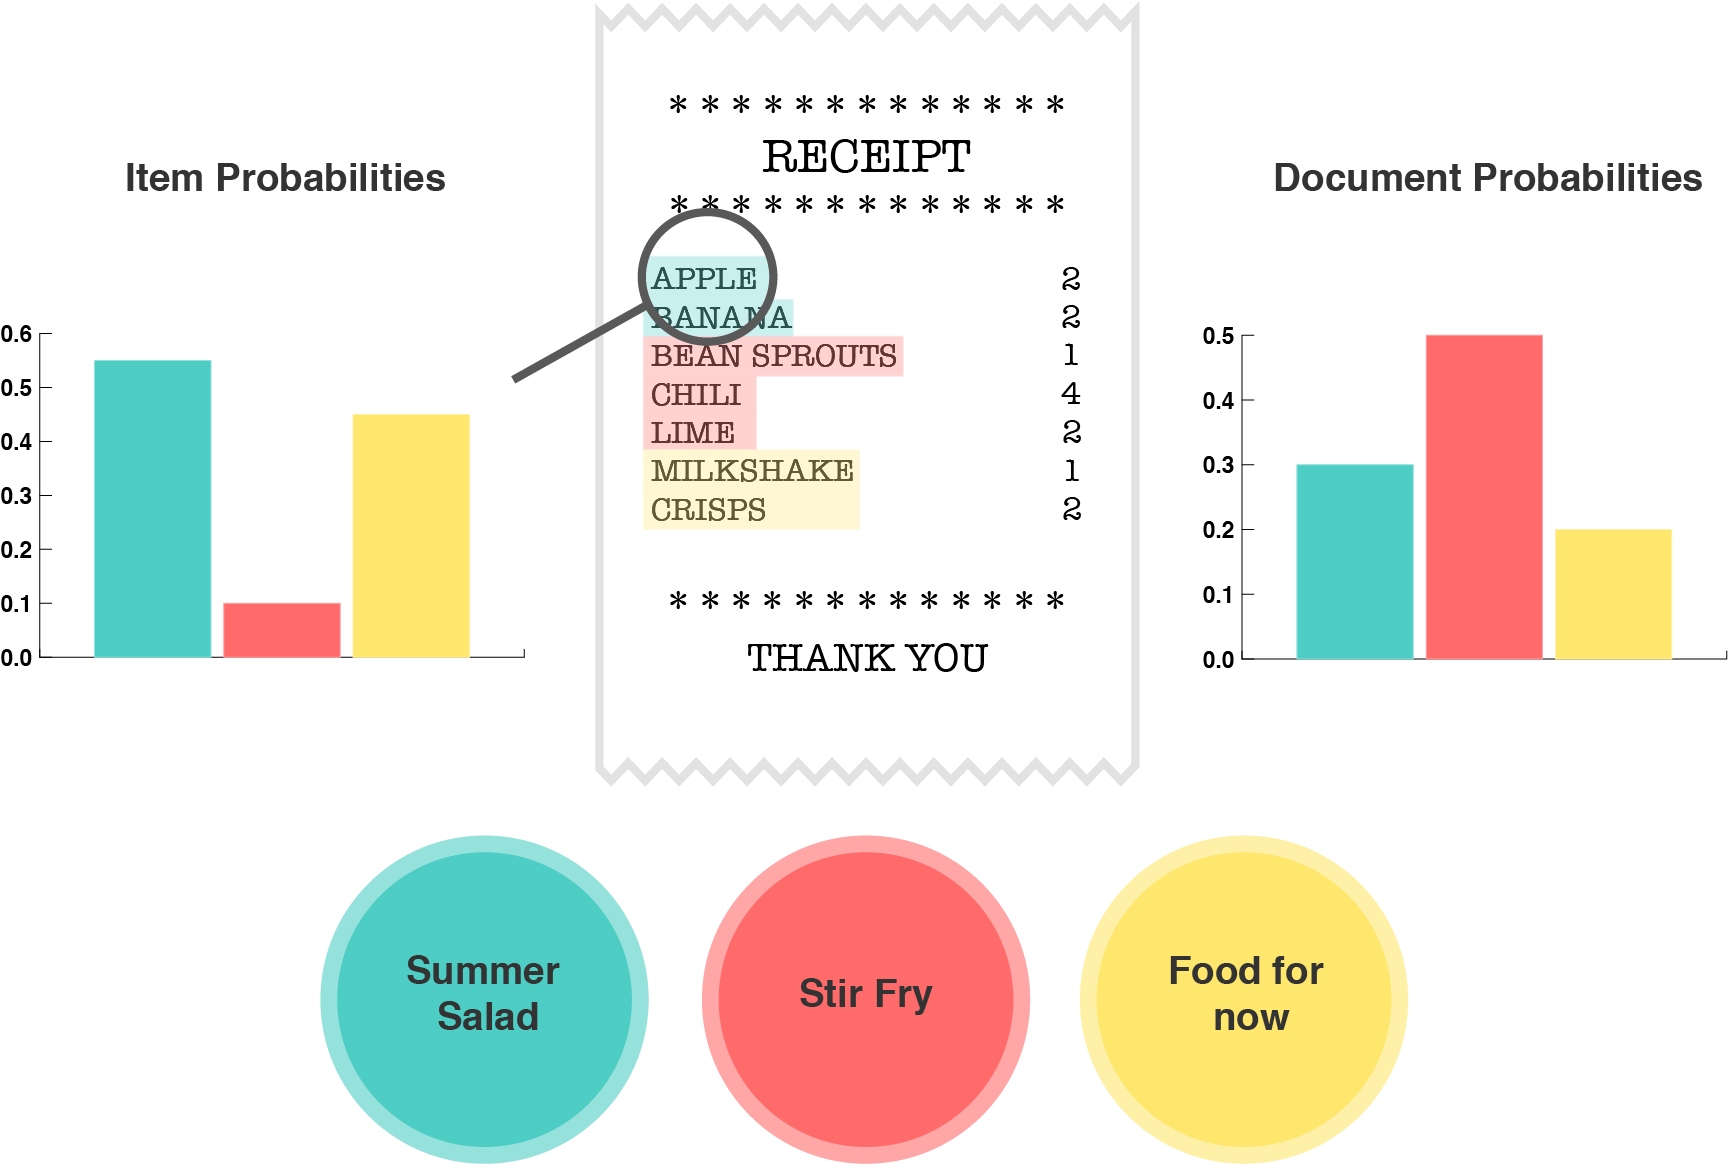 Item Probabilities
0.6
0.5
0.4
0.3
0.2
0.1
0.0
* * * * * * * * * * * * *
RECEIPT
* * * * * * * * * * * * *
APPLE 2
BANANA 2
BEAN SPROUTS 1
CHILI 4
LIME 2
MILKSHAKE 1
CRISPS 2
* * * * * * * * * * * * *
THANK YOU
Document Probabilities
0.5
0.4
0.3
0.2
0.1
0.0
Summer
Salad
Stir Fry
Food for
now